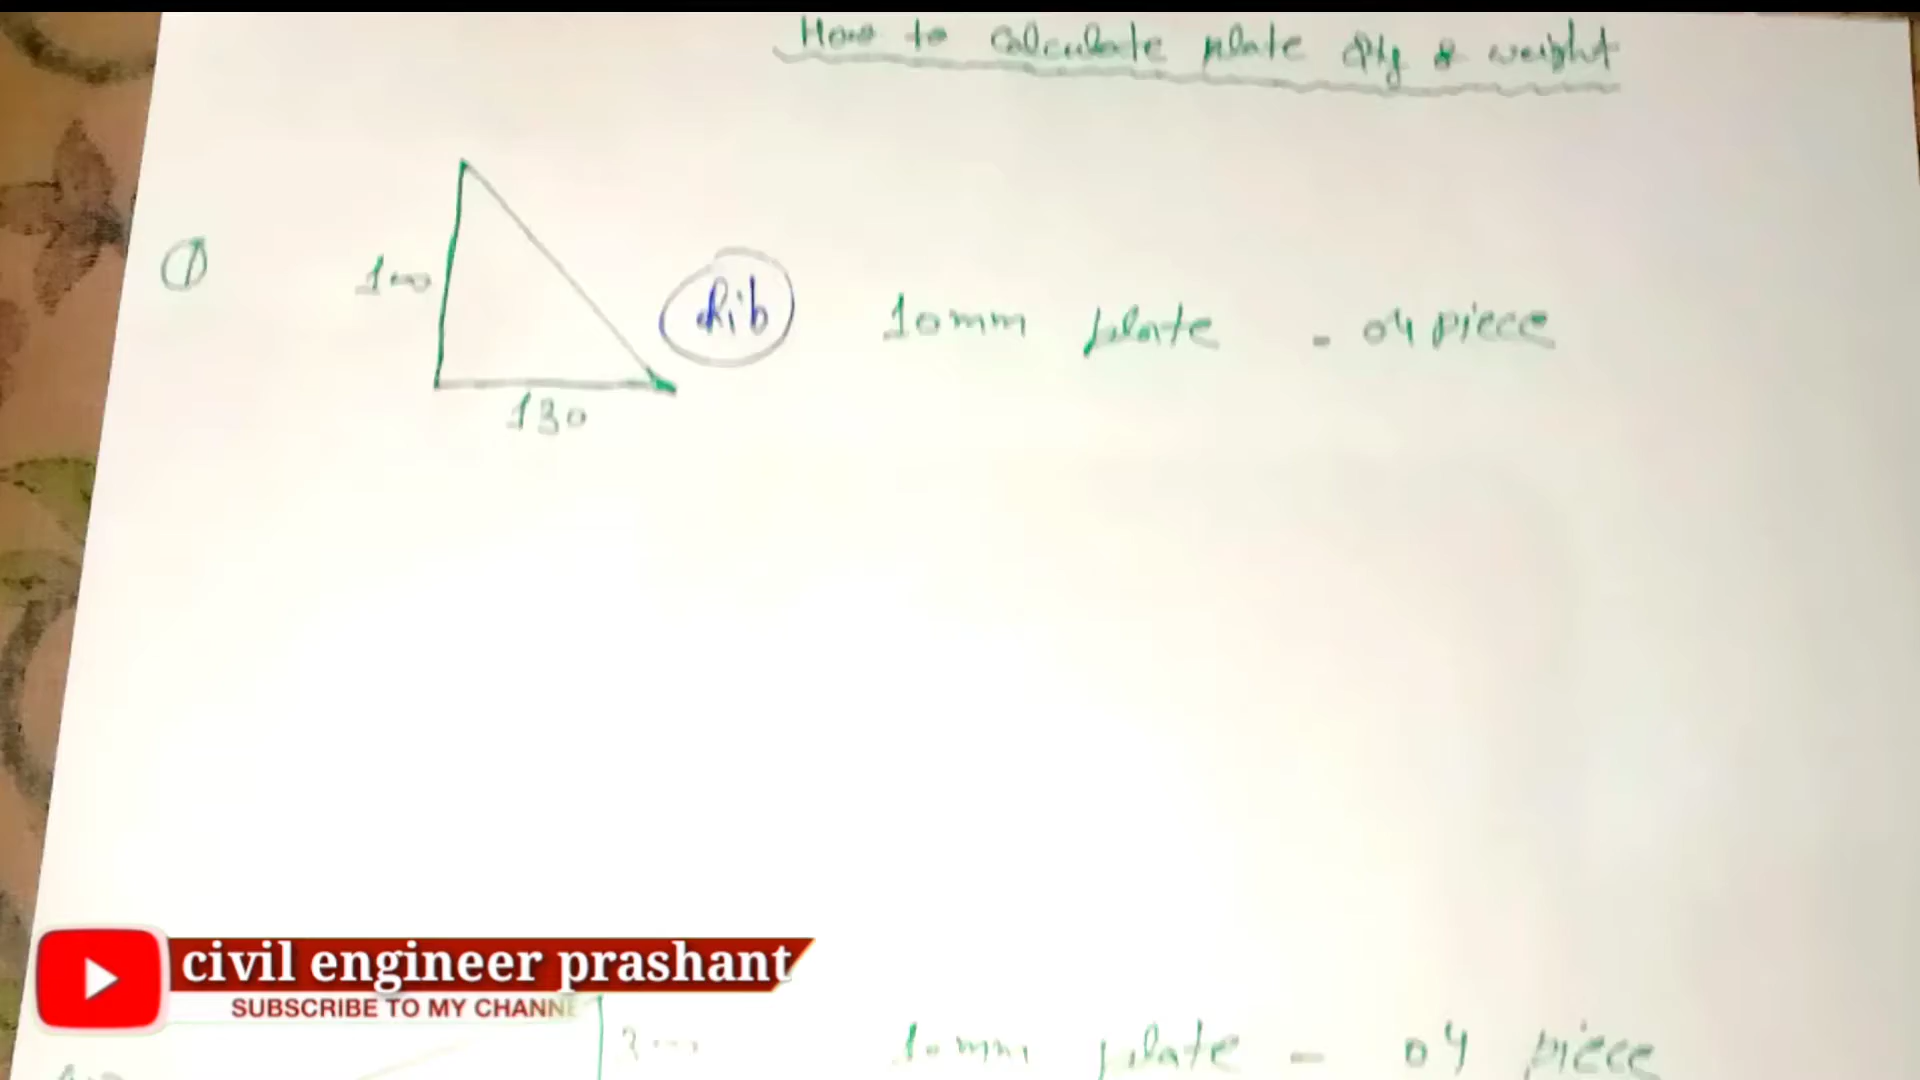 How to calculate plate Qty & weight
①
100
Rib
10mm plate - 04 piece
130
civil engineer prashant
SUBSCRIBE TO MY CHANNE
10mm plate - 04 piece